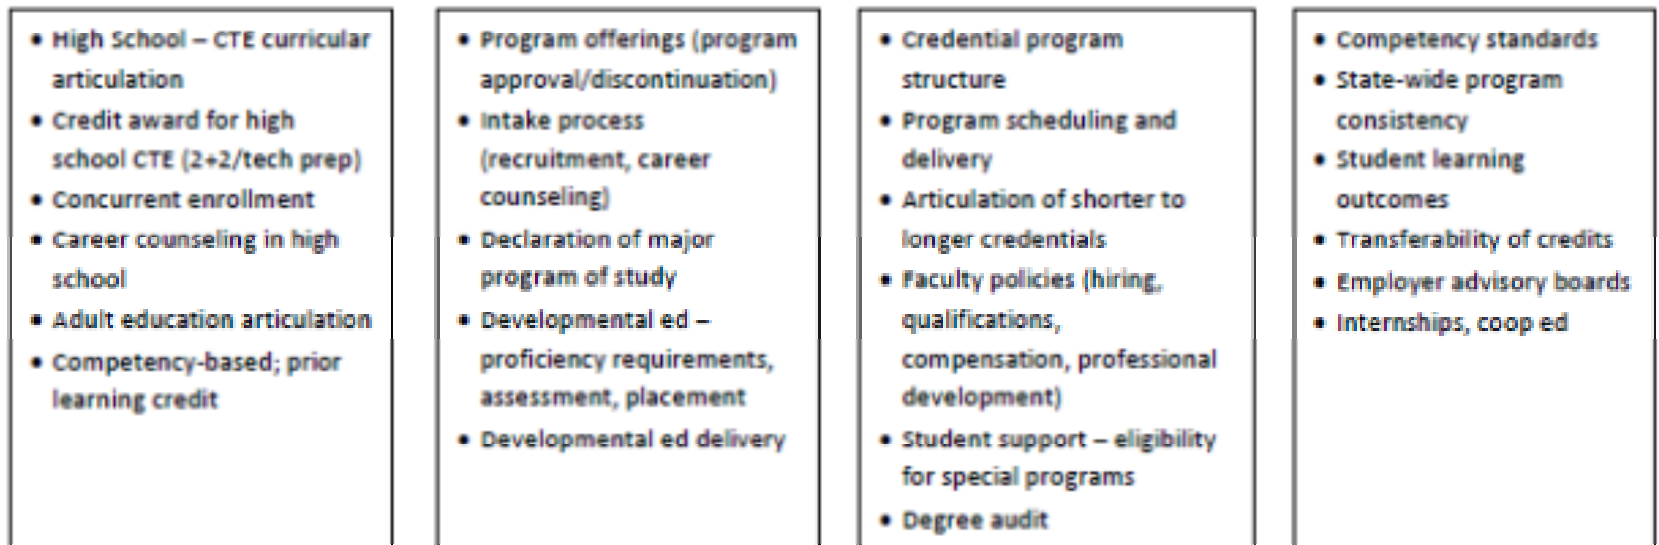 • High School – CTE curricular
articulation
• Credit award for high
school CTE (2+2/tech prep)
• Concurrent enrollment
• Career counseling in high
school
• Adult education articulation
• Competency-based; prior
learning credit
• Program offerings (program
approval/discontinuation)
• Intake process
(recruitment, career
counseling)
• Declaration of major
program of study
• Developmental ed –
proficiency requirements,
assessment, placement
• Developmental ed delivery
• Credential program
structure
• Program scheduling and
delivery
• Articulation of shorter to
longer credentials
• Faculty policies (hiring,
qualifications,
compensation, professional
development)
• Student support – eligibility
for special programs
• Degree audit
• Competency standards
• State-wide program
consistency
• Student learning
outcomes
• Transferability of credits
• Employer advisory boards
• Internships, coop ed